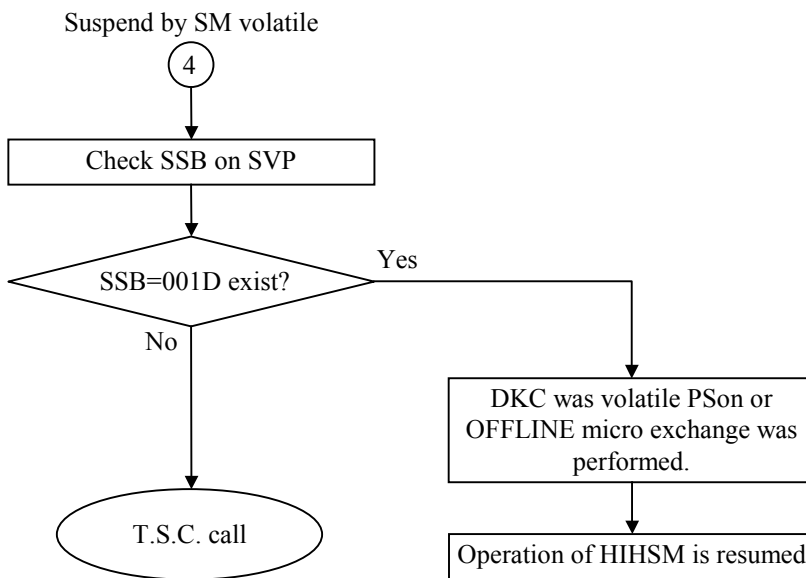 Suspend by SM volatile
4
Check SSB on SVP
SSB=001D exist?
Yes
No
DKC was volatile PSon or
OFFLINE micro exchange was
performed.
T.S.C. call
Operation of HIHSM is resumed